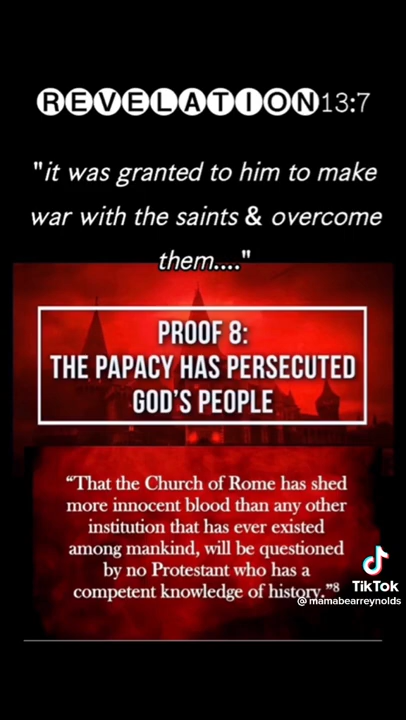 REVELATION13:7
"it was granted to him to make
war with the saints & overcome
them...."
PROOF 8:
THE PAPACY HAS PERSECUTED
GOD'S PEOPLE
“That the Church of Rome has shed
more innocent blood than any other
institution that has ever existed
among mankind, will be questioned
by no Protestant who has a
competent knowledge of history.”8
TikTok
@mamabearreynolds